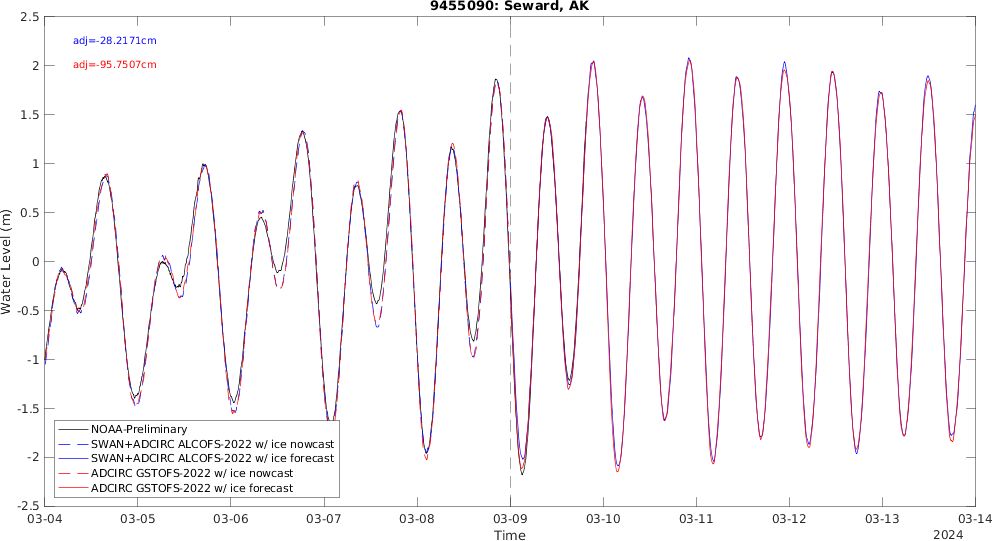 9455090: Seward, AK
adj=-28.2171cm
adj=-95.7507cm
Water Level (m)
2.5
2
1.5
1
0.5
0
-0.5
-1
-1.5
-2
-2.5
NOAA-Preliminary
SWAN+ADCIRC ALCOFS-2022 w/ ice nowcast
SWAN+ADCIRC ALCOFS-2022 w/ ice forecast
ADCIRC GSTOFS-2022 w/ ice nowcast
ADCIRC GSTOFS-2022 w/ ice forecast
03-04 03-05 03-06 03-07 03-08 03-09 03-10 03-11 03-12 03-13 03-14
Time
2024